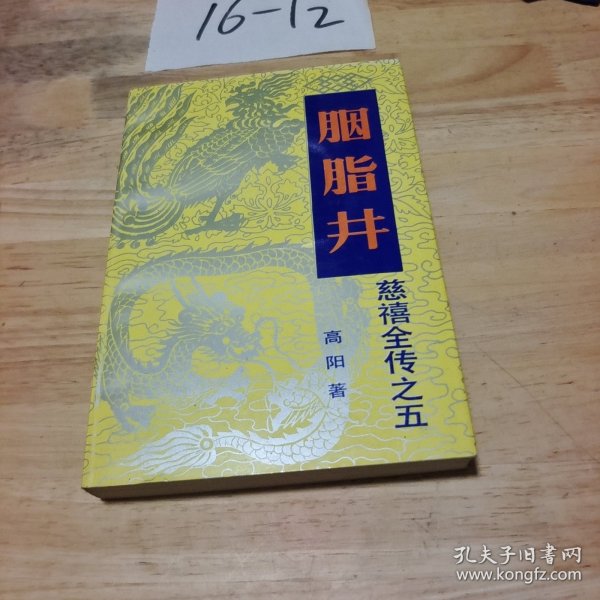 16-12
胭脂井
慈禧全传之五
高阳著
孔夫子旧书网
www.kongfz.com